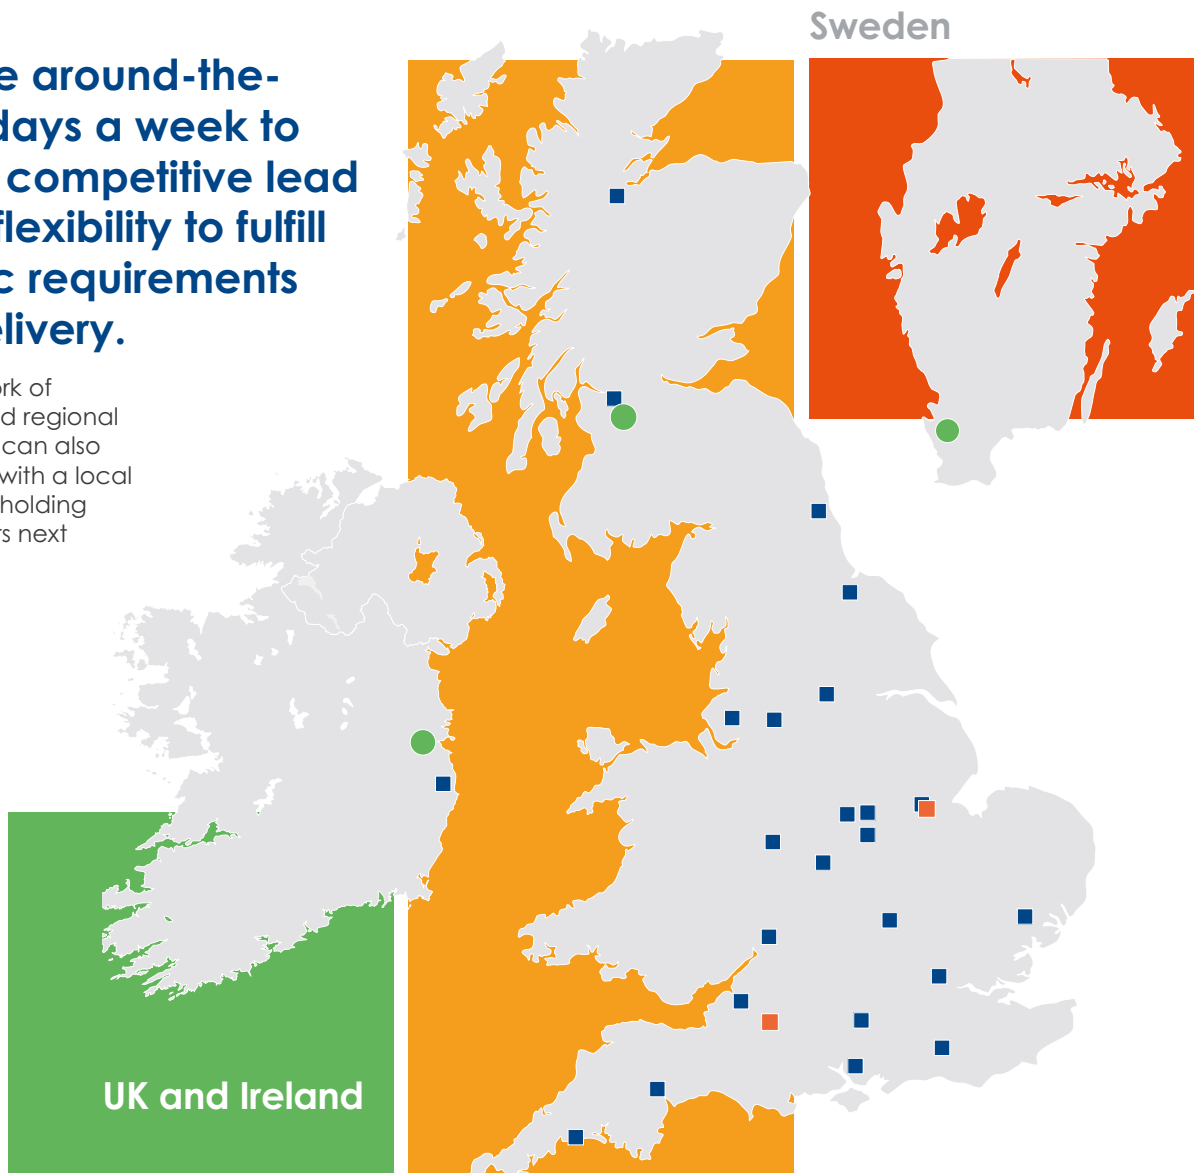 Sweden
e around-the-
days a week to
competitive lead
flexibility to fulfill
c requirements
elivery.
rk of
d regional
can also
with a local
holding
rs next
UK and Ireland